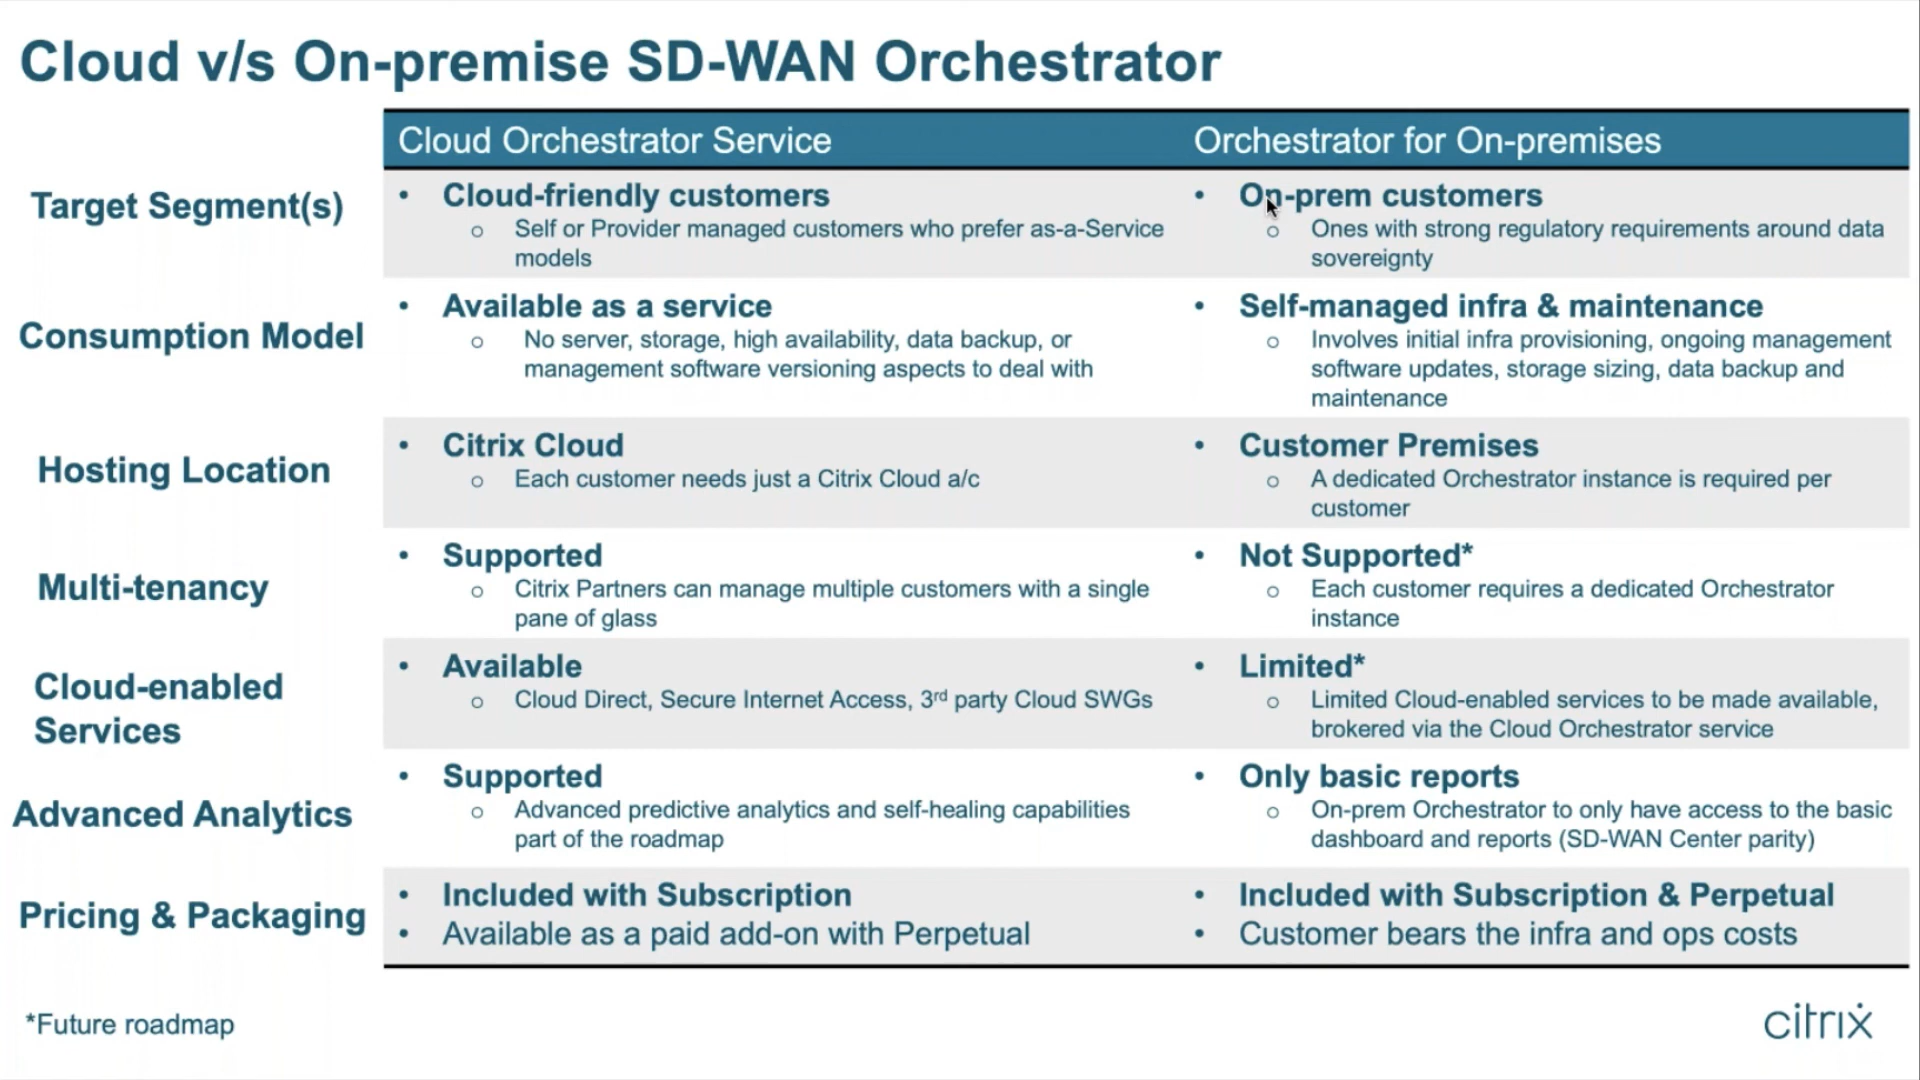 Cloud v/s On-premise SD-WAN Orchestrator
Cloud Orchestrator Service
Orchestrator for On-premises
Target Segment(s)
• Cloud-friendly customers
○ Self or Provider managed customers who prefer as-a-Service
models
• On-prem customers
○ Ones with strong regulatory requirements around data
sovereignty
Consumption Model
• Available as a service
○ No server, storage, high availability, data backup, or
management software versioning aspects to deal with
• Self-managed infra & maintenance
○ Involves initial infra provisioning, ongoing management
software updates, storage sizing, data backup and
maintenance
Hosting Location
• Citrix Cloud
○ Each customer needs just a Citrix Cloud a/c
• Customer Premises
○ A dedicated Orchestrator instance is required per
customer
Multi-tenancy
• Supported
○ Citrix Partners can manage multiple customers with a single
pane of glass
• Not Supported*
○ Each customer requires a dedicated Orchestrator
instance
Cloud-enabled
Services
• Available
○ Cloud Direct, Secure Internet Access, 3rd party Cloud SWGs
• Limited*
○ Limited Cloud-enabled services to be made available,
brokered via the Cloud Orchestrator service
Advanced Analytics
• Supported
○ Advanced predictive analytics and self-healing capabilities
part of the roadmap
• Only basic reports
○ On-prem Orchestrator to only have access to the basic
dashboard and reports (SD-WAN Center parity)
Pricing & Packaging
• Included with Subscription
• Available as a paid add-on with Perpetual
• Included with Subscription & Perpetual
• Customer bears the infra and ops costs
*Future roadmap
citrix